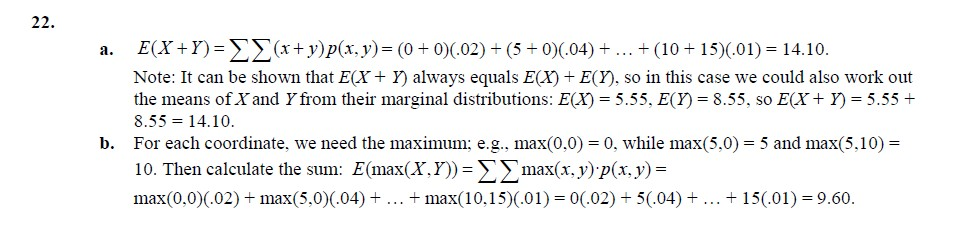 22.
a. E(X + Y) = ∑∑(x + y)p(x, y) = (0 + 0)(.02) + (5 + 0)(.04) + … + (10 + 15)(.01) = 14.10.
Note: It can be shown that E(X + Y) always equals E(X) + E(Y), so in this case we could also work out
the means of X and Y from their marginal distributions: E(X) = 5.55, E(Y) = 8.55, so E(X + Y) = 5.55 +
8.55 = 14.10.
b. For each coordinate, we need the maximum; e.g., max(0,0) = 0, while max(5,0) = 5 and max(5,10) =
10. Then calculate the sum: E(max(X,Y)) = ∑∑max(x, y)·p(x, y) =
max(0,0)(.02) + max(5,0)(.04) + … + max(10,15)(.01) = 0(.02) + 5(.04) + … + 15(.01) = 9.60.